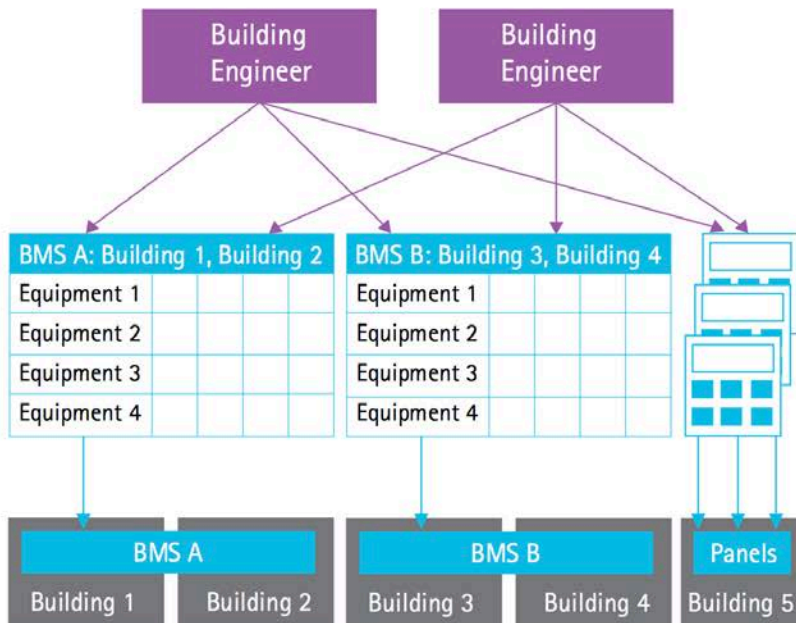 Building
Engineer
Building
Engineer
BMS A: Building 1, Building 2
Equipment 1
Equipment 2
Equipment 3
Equipment 4
BMS B: Building 3, Building 4
Equipment 1
Equipment 2
Equipment 3
Equipment 4
BMS A
Building 1
Building 2
BMS B
Building 3
Building 4
Panels
Building 5